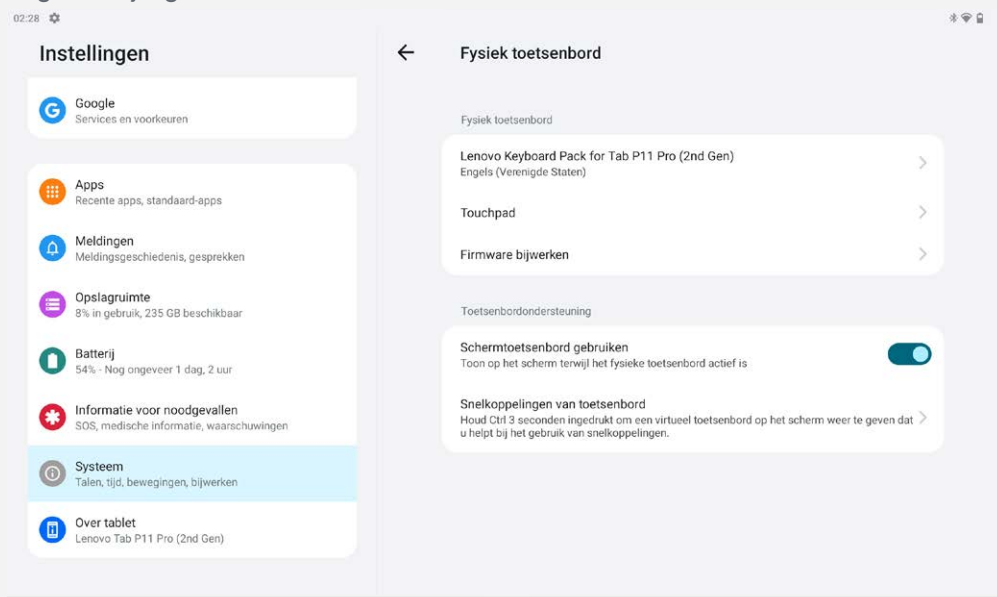 02:28
Instellingen
Google
Services en voorkeuren
Apps
Recente apps, standaard-apps
Meldingen
Meldingsgeschiedenis, gesprekken
Opslagruimte
8% in gebruik, 235 GB beschikbaar
Batterij
54% - Nog ongeveer 1 dag, 2 uur
Informatie voor noodgevallen
SOS, medische informatie, waarschuwingen
Systeem
Talen, tijd, bewegingen, bijwerken
Over tablet
Lenovo Tab P11 Pro (2nd Gen)
Fysiek toetsenbord
Fysiek toetsenbord
Lenovo Keyboard Pack for Tab P11 Pro (2nd Gen)
Engels (Verenigde Staten)
Touchpad
Firmware bijwerken
Toetsenbordondersteuning
Schermtoetsenbord gebruiken
Toon op het scherm terwijl het fysieke toetsenbord actief is
Snelkoppelingen van toetsenbord
Houd Ctrl 3 seconden ingedrukt om een virtueel toetsenbord op het scherm weer te geven dat
u helpt bij het gebruik van snelkoppelingen.